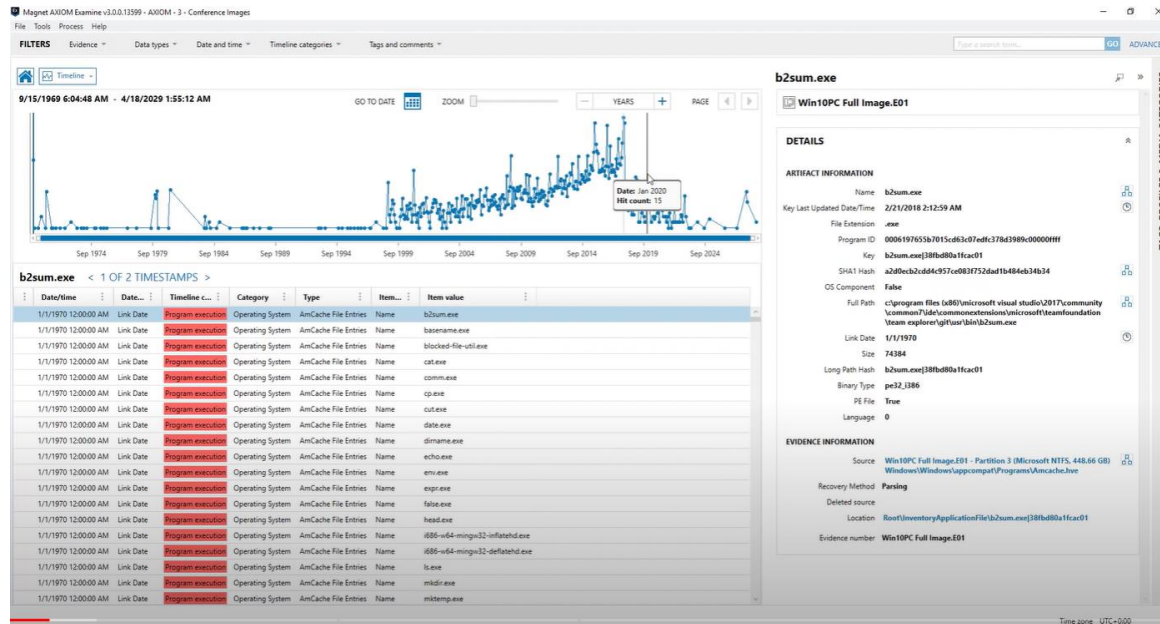 Magnet AXIOM Examine v3.0.0.13599 - AXIOM - 3 - Conference Images
File Tools Process Help
FILTERS Evidence Data types Date and time Timeline categories Tags and comments Type a search term... GO ADVANCE
Timeline
9/15/1969 6:04:48 AM - 4/18/2029 1:55:12 AM GO TO DATE ZOOM — YEARS + PAGE
Date: Jan 2020
Hit count: 15
Sep 1974 Sep 1979 Sep 1984 Sep 1989 Sep 1994 Sep 1999 Sep 2004 Sep 2009 Sep 2014 Sep 2019 Sep 2024
b2sum.exe < 1 OF 2 TIMESTAMPS >
Date/time Date... Timeline c... Category Type Item... Item value
1/1/1970 12:00:00 AM Link Date Program execution Operating System AmCache File Entries Name b2sum.exe
1/1/1970 12:00:00 AM Link Date Program execution Operating System AmCache File Entries Name basename.exe
1/1/1970 12:00:00 AM Link Date Program execution Operating System AmCache File Entries Name blocked-file-util.exe
1/1/1970 12:00:00 AM Link Date Program execution Operating System AmCache File Entries Name cat.exe
1/1/1970 12:00:00 AM Link Date Program execution Operating System AmCache File Entries Name comm.exe
1/1/1970 12:00:00 AM Link Date Program execution Operating System AmCache File Entries Name cp.exe
1/1/1970 12:00:00 AM Link Date Program execution Operating System AmCache File Entries Name cut.exe
1/1/1970 12:00:00 AM Link Date Program execution Operating System AmCache File Entries Name date.exe
1/1/1970 12:00:00 AM Link Date Program execution Operating System AmCache File Entries Name dirname.exe
1/1/1970 12:00:00 AM Link Date Program execution Operating System AmCache File Entries Name echo.exe
1/1/1970 12:00:00 AM Link Date Program execution Operating System AmCache File Entries Name env.exe
1/1/1970 12:00:00 AM Link Date Program execution Operating System AmCache File Entries Name expr.exe
1/1/1970 12:00:00 AM Link Date Program execution Operating System AmCache File Entries Name false.exe
1/1/1970 12:00:00 AM Link Date Program execution Operating System AmCache File Entries Name head.exe
1/1/1970 12:00:00 AM Link Date Program execution Operating System AmCache File Entries Name i686-w64-mingw32-inflatehd.exe
1/1/1970 12:00:00 AM Link Date Program execution Operating System AmCache File Entries Name i686-w64-mingw32-deflatehd.exe
1/1/1970 12:00:00 AM Link Date Program execution Operating System AmCache File Entries Name ls.exe
1/1/1970 12:00:00 AM Link Date Program execution Operating System AmCache File Entries Name mkdir.exe
1/1/1970 12:00:00 AM Link Date Program execution Operating System AmCache File Entries Name mktemp.exe
b2sum.exe
Win10PC Full Image.E01
DETAILS
ARTIFACT INFORMATION
Name b2sum.exe
Key Last Updated Date/Time 2/21/2018 2:12:59 AM
File Extension .exe
Program ID 0006197655b7015cd63c07edfc378d3989c00000ffff
Key b2sum.exe|38fbd80a1fcac01
SHA1 Hash a2d0ecb2cdd4c957ce083f752dad1b484eb34b34
OS Component False
Full Path c:\program files (x86)\microsoft visual studio\2017\community
\common7\ide\commonextensions\microsoft\teamfoundation
\team explorer\git\usr\bin\b2sum.exe
Link Date 1/1/1970
Size 74384
Long Path Hash b2sum.exe|38fbd80a1fcac01
Binary Type pe32_i386
PE File True
Language 0
EVIDENCE INFORMATION
Source Win10PC Full Image.E01 - Partition 3 (Microsoft NTFS, 448.66 GB)
Windows\Windows\appcompat\Programs\Amcache.hve
Recovery Method Parsing
Deleted source
Location Root\InventoryApplicationFile\b2sum.exe|38fbd80a1fcac01
Evidence number Win10PC Full Image.E01
Time zone UTC+0:00